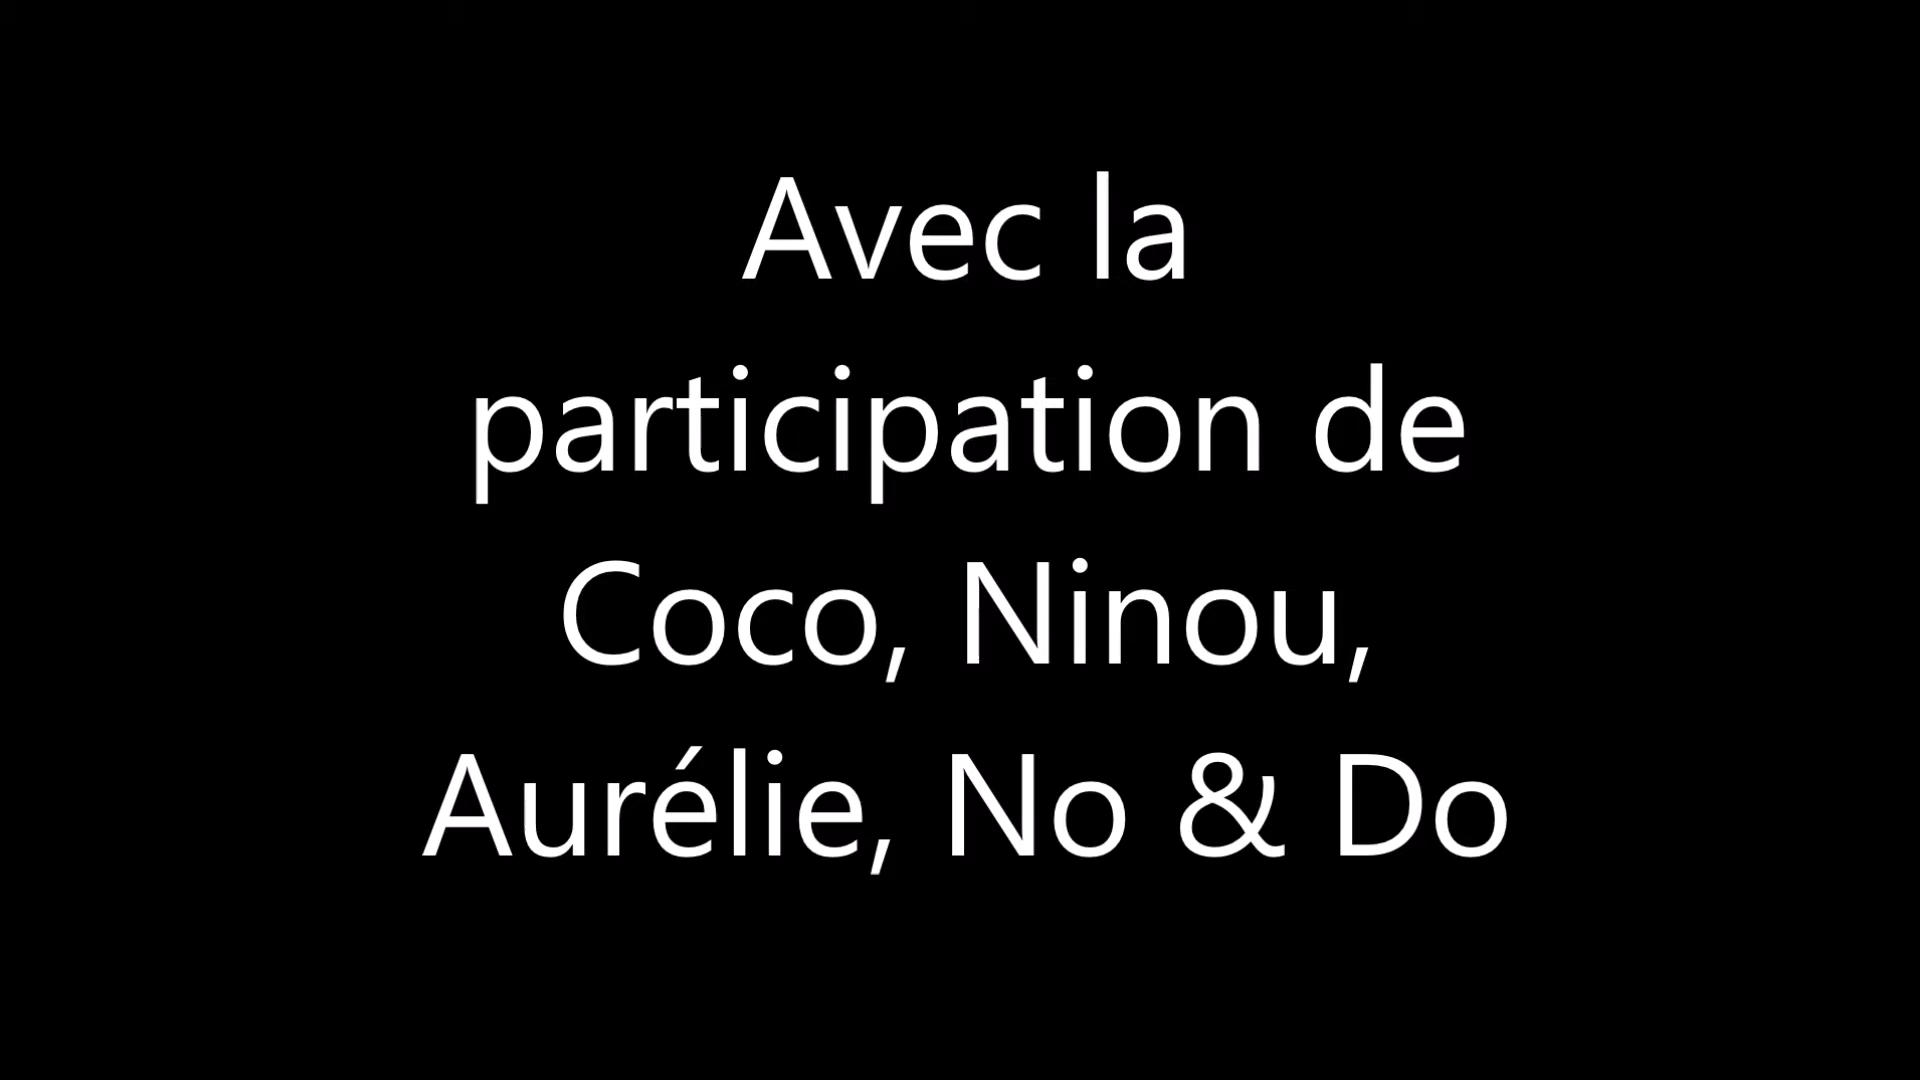 Avec la
participation de
Coco, Ninou,
Aurélie, No & Do